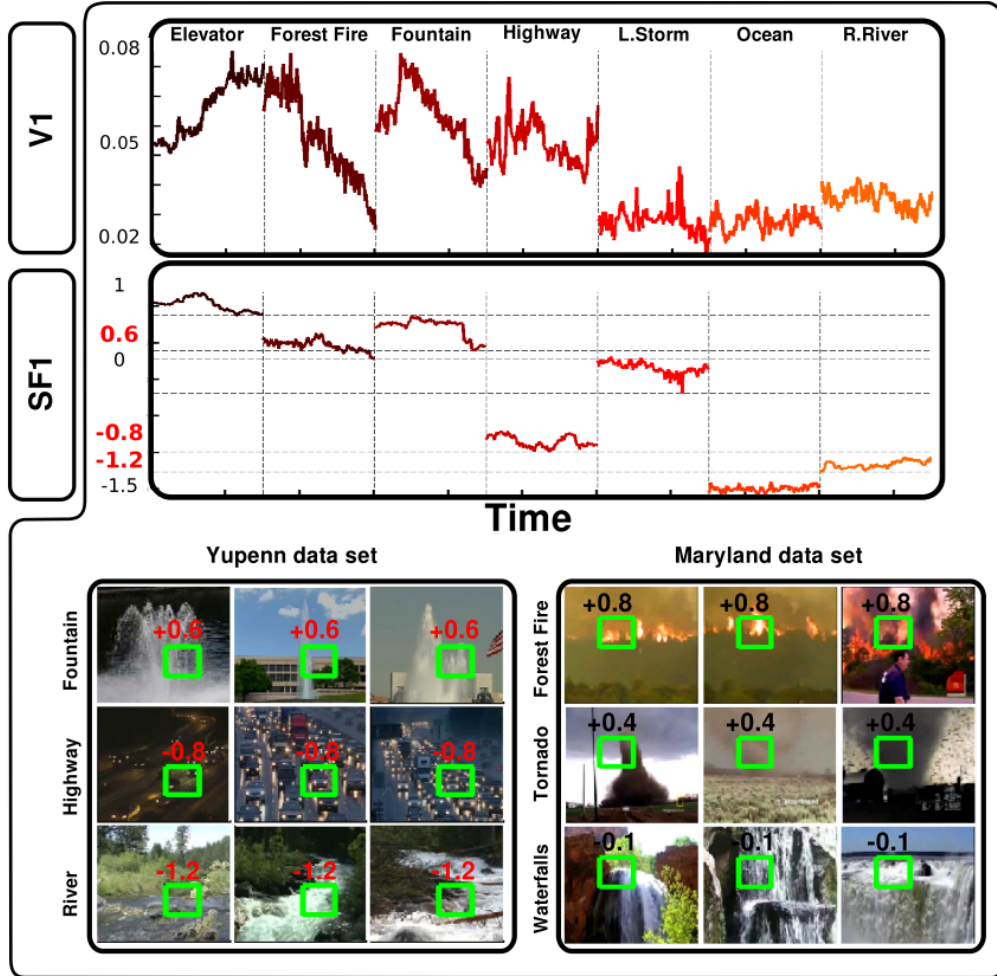 Elevator Forest Fire Fountain Highway L.Storm Ocean R.River
V1
0.08
0.05
0.02
SF1
1
0.6
0
-0.8
-1.2
-1.5
Time
Yupenn data set
Maryland data set
Fountain
+0.6 +0.6 +0.6
Highway
-0.8 -0.8 -0.8
River
-1.2 -1.2 -1.2
Forest Fire
+0.8 +0.8 +0.8
Tornado
+0.4 +0.4 +0.4
Waterfalls
-0.1 -0.1 -0.1